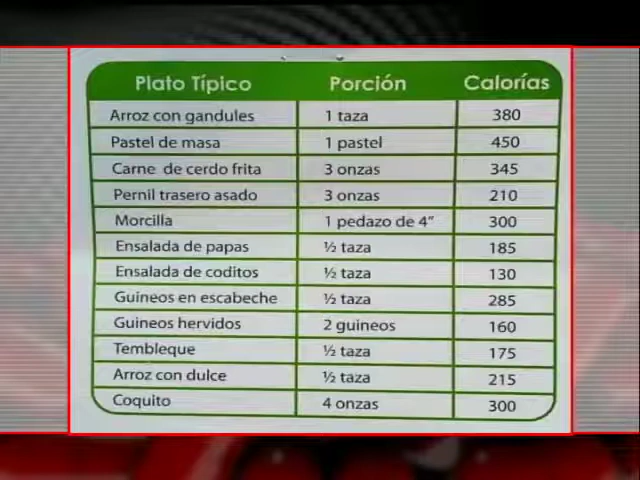 Plato Típico Porción Calorías
Arroz con gandules 1 taza 380
Pastel de masa 1 pastel 450
Carne de cerdo frita 3 onzas 345
Pernil trasero asado 3 onzas 210
Morcilla 1 pedazo de 4” 300
Ensalada de papas ½ taza 185
Ensalada de coditos ½ taza 130
Guineos en escabeche ½ taza 285
Guineos hervidos 2 guineos 160
Tembleque ½ taza 175
Arroz con dulce ½ taza 215
Coquito 4 onzas 300